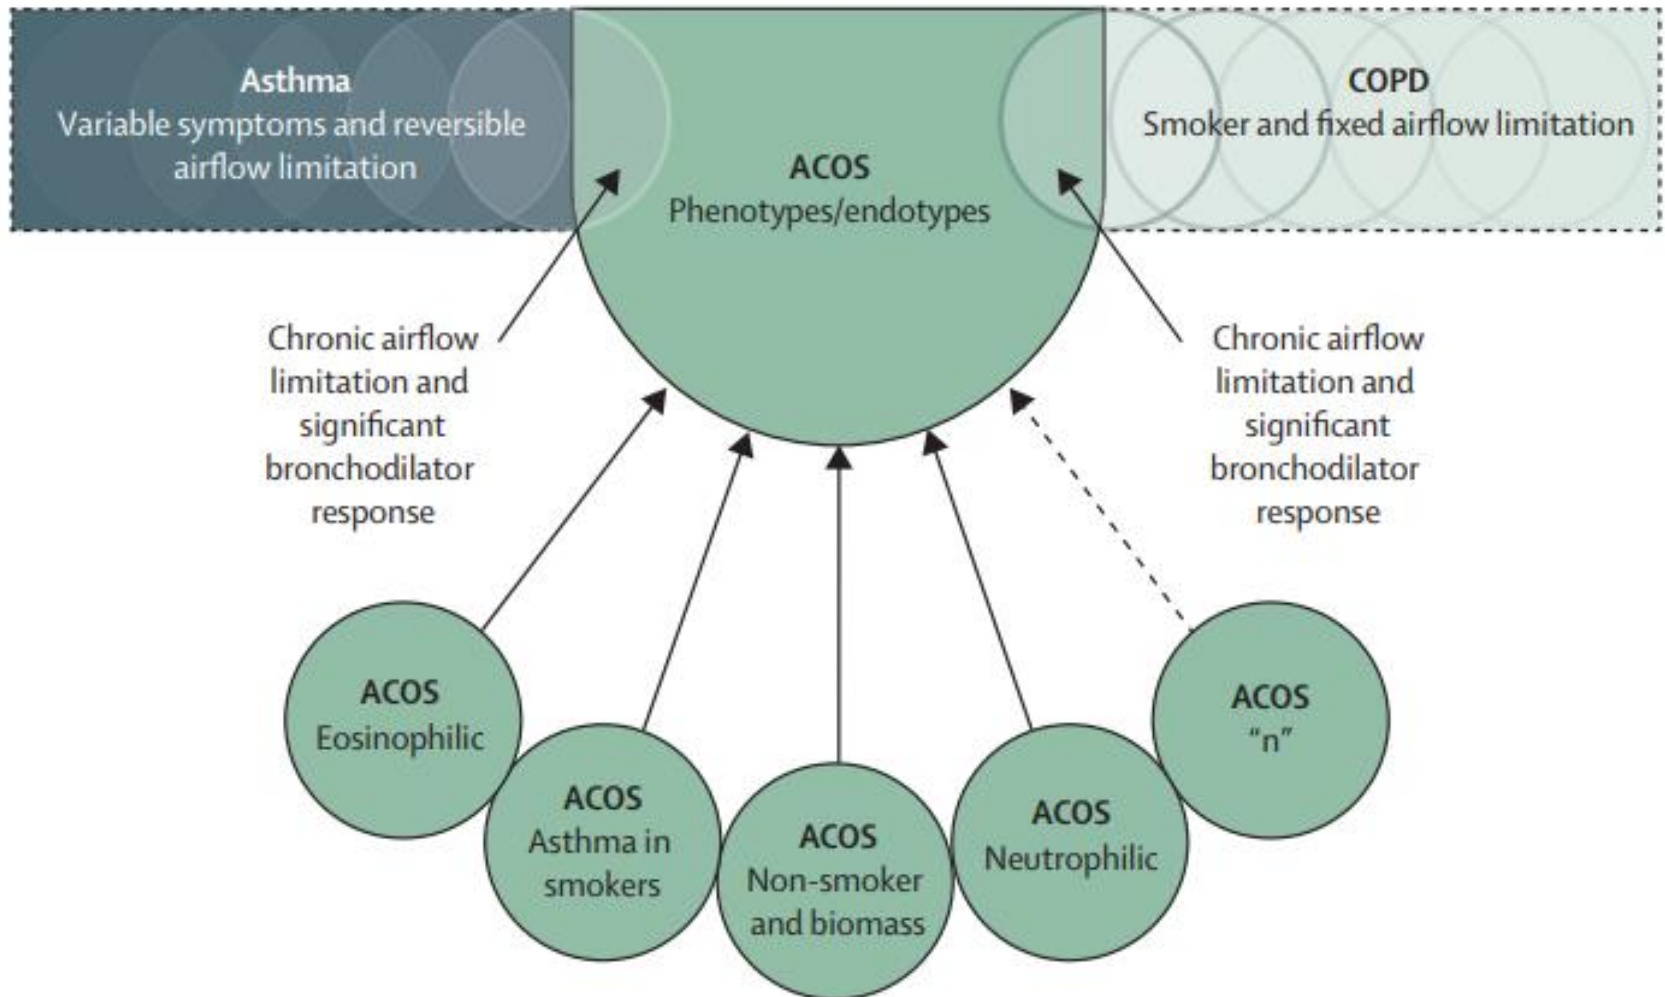 Asthma
Variable symptoms and reversible
airflow limitation
ACOS
Phenotypes/endotypes
COPD
Smoker and fixed airflow limitation
Chronic airflow
limitation and
significant
bronchodilator
response
Chronic airflow
limitation and
significant
bronchodilator
response
ACOS
Eosinophilic
ACOS
Asthma in
smokers
ACOS
Non-smoker
and biomass
ACOS
Neutrophilic
ACOS
“n”